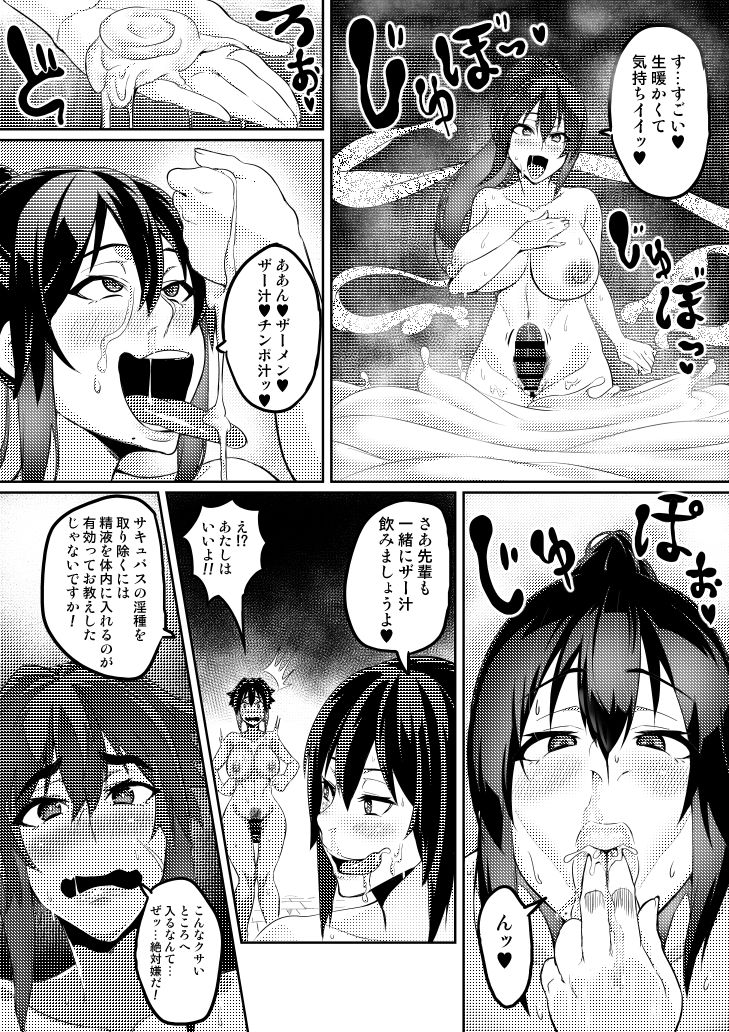 す…すごい♥
生暖かくて
気持ちイイッ
♥
じゅ
ぼっ♥
じゅ
ぼっ♥
ろお♥
どっ
ああん♥ザーメン♥
ザー汁♥チンポ汁ッ♥
ぢゅ
ぽぉ♥
んッ♥
さあ先輩も
一緒にザー汁
飲みましょうよ♥
え!?
あたしは
いいよ!!
サキュバスの淫種を
取り除くには
精液を体内に入れるのが
有効ってお教えした
じゃないですか!
こんなクサい
ところへ
入るなんて…
ぜッ…絶対嫌だ!